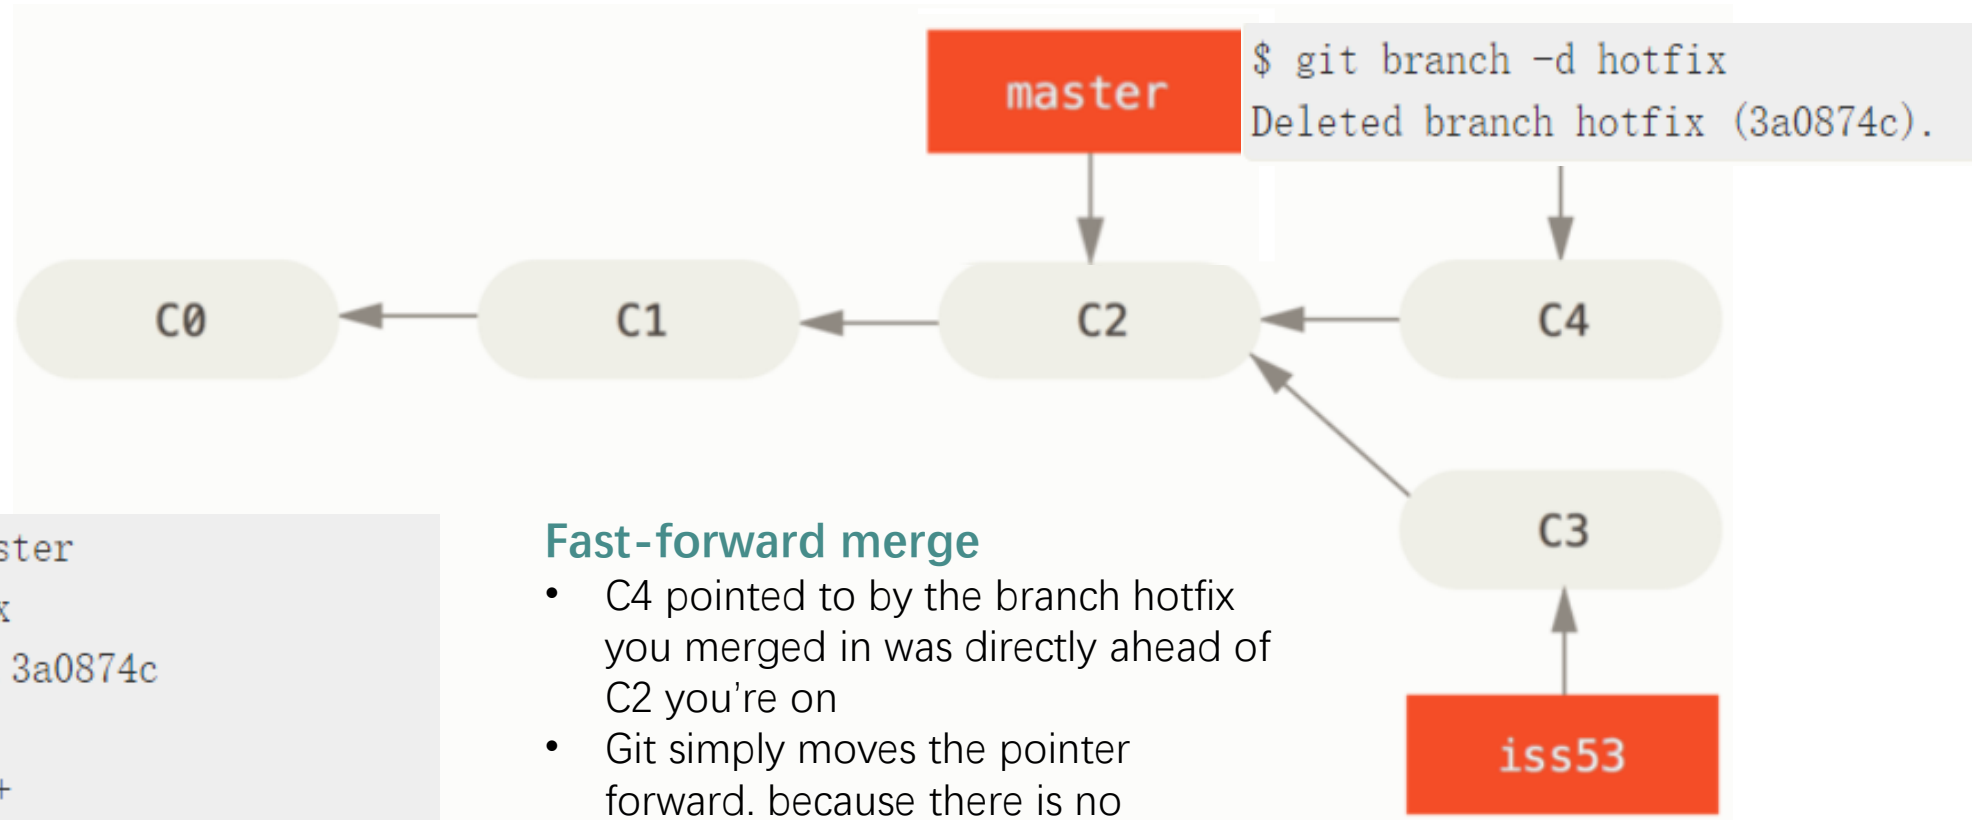 master
$ git branch -d hotfix
Deleted branch hotfix (3a0874c).
C0
C1
C2
C4
C3
iss53
3a0874c
+
Fast-forward merge
• C4 pointed to by the branch hotfix
you merged in was directly ahead of
C2 you're on
• Git simply moves the pointer
forward. because there is no